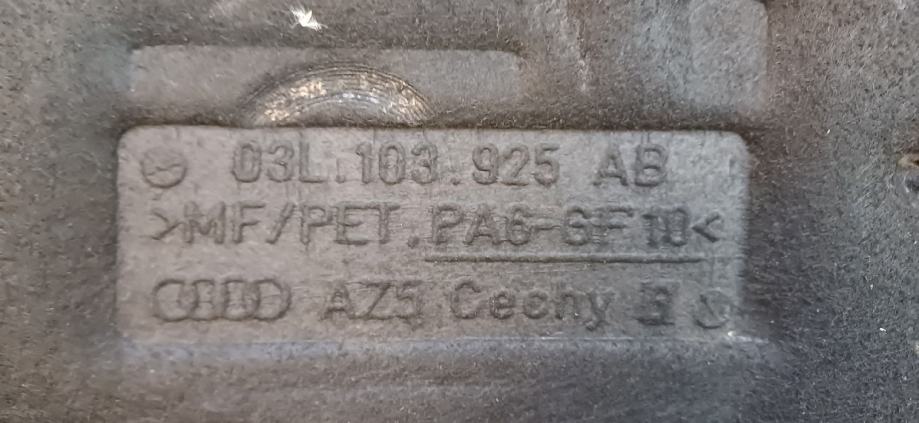 03L.103.925 AB
>MF/PET.PA6-GF10<
AZ5 Cechy